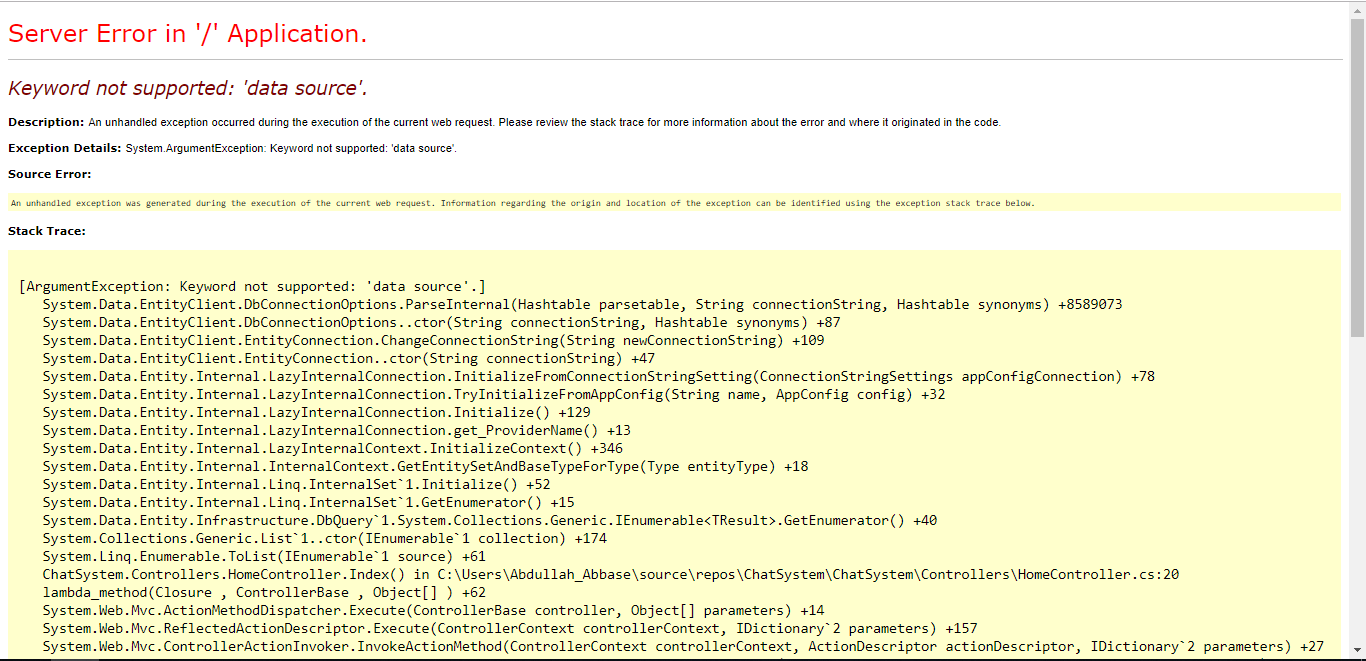 Server Error in '/' Application.
Keyword not supported: 'data source'.
Description: An unhandled exception occurred during the execution of the current web request. Please review the stack trace for more information about the error and where it originated in the code.
Exception Details: System.ArgumentException: Keyword not supported: 'data source'.
Source Error:
An unhandled exception was generated during the execution of the current web request. Information regarding the origin and location of the exception can be identified using the exception stack trace below.
Stack Trace:
[ArgumentException: Keyword not supported: 'data source'.]
System.Data.EntityClient.DbConnectionOptions.ParseInternal(Hashtable parsetable, String connectionString, Hashtable synonyms) +8589073
System.Data.EntityClient.DbConnectionOptions..ctor(String connectionString, Hashtable synonyms) +87
System.Data.EntityClient.EntityConnection.ChangeConnectionString(String newConnectionString) +109
System.Data.EntityClient.EntityConnection..ctor(String connectionString) +47
System.Data.Entity.Internal.LazyInternalConnection.InitializeFromConnectionStringSetting(ConnectionStringSettings appConfigConnection) +78
System.Data.Entity.Internal.LazyInternalConnection.TryInitializeFromAppConfig(String name, AppConfig config) +32
System.Data.Entity.Internal.LazyInternalConnection.Initialize() +129
System.Data.Entity.Internal.LazyInternalConnection.get_ProviderName() +13
System.Data.Entity.Internal.LazyInternalContext.InitializeContext() +346
System.Data.Entity.Internal.InternalContext.GetEntitySetAndBaseTypeForType(Type entityType) +18
System.Data.Entity.Internal.Linq.InternalSet`1.Initialize() +52
System.Data.Entity.Internal.Linq.InternalSet`1.GetEnumerator() +15
System.Data.Entity.Infrastructure.DbQuery`1.System.Collections.Generic.IEnumerable<TResult>.GetEnumerator() +40
System.Collections.Generic.List`1..ctor(IEnumerable`1 collection) +174
System.Linq.Enumerable.ToList(IEnumerable`1 source) +61
ChatSystem.Controllers.HomeController.Index() in C:\Users\Abdullah_Abbase\source\repos\ChatSystem\ChatSystem\Controllers\HomeController.cs:20
lambda_method(Closure , ControllerBase , Object[] ) +62
System.Web.Mvc.ActionMethodDispatcher.Execute(ControllerBase controller, Object[] parameters) +14
System.Web.Mvc.ReflectedActionDescriptor.Execute(ControllerContext controllerContext, IDictionary`2 parameters) +157
System.Web.Mvc.ControllerActionInvoker.InvokeActionMethod(ControllerContext controllerContext, ActionDescriptor actionDescriptor, IDictionary`2 parameters) +27